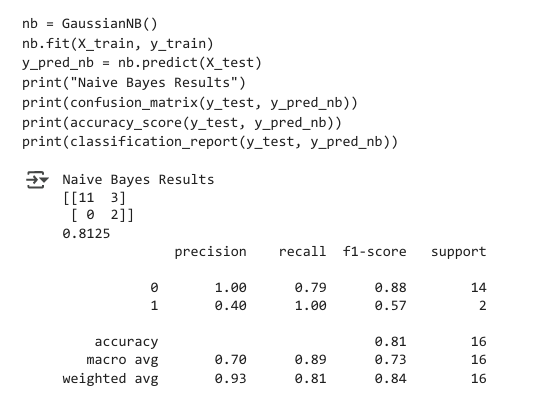 nb = GaussianNB()
nb.fit(X_train, y_train)
y_pred_nb = nb.predict(X_test)
print("Naive Bayes Results")
print(confusion_matrix(y_test, y_pred_nb))
print(accuracy_score(y_test, y_pred_nb))
print(classification_report(y_test, y_pred_nb))
Naive Bayes Results
[[11  3]
 [ 0  2]]
0.8125
              precision    recall  f1-score   support
           0       1.00      0.79      0.88        14
           1       0.40      1.00      0.57         2
    accuracy                           0.81        16
   macro avg       0.70      0.89      0.73        16
weighted avg       0.93      0.81      0.84        16